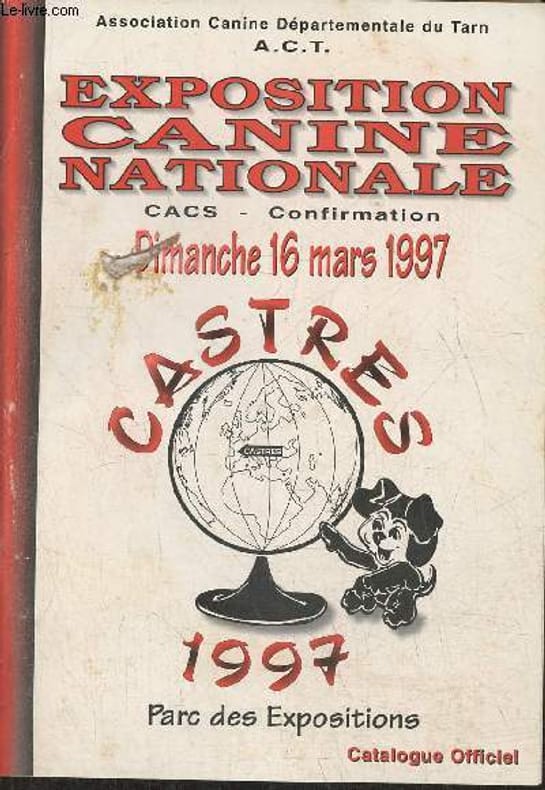 Le-livre.com
Association Canine Départementale du Tarn
A.C.T.
EXPOSITION
CANINE
NATIONALE
CACS - Confirmation
Dimanche 16 mars 1997
CASTRES
CASTRES
1997
Parc des Expositions
Catalogue Officiel